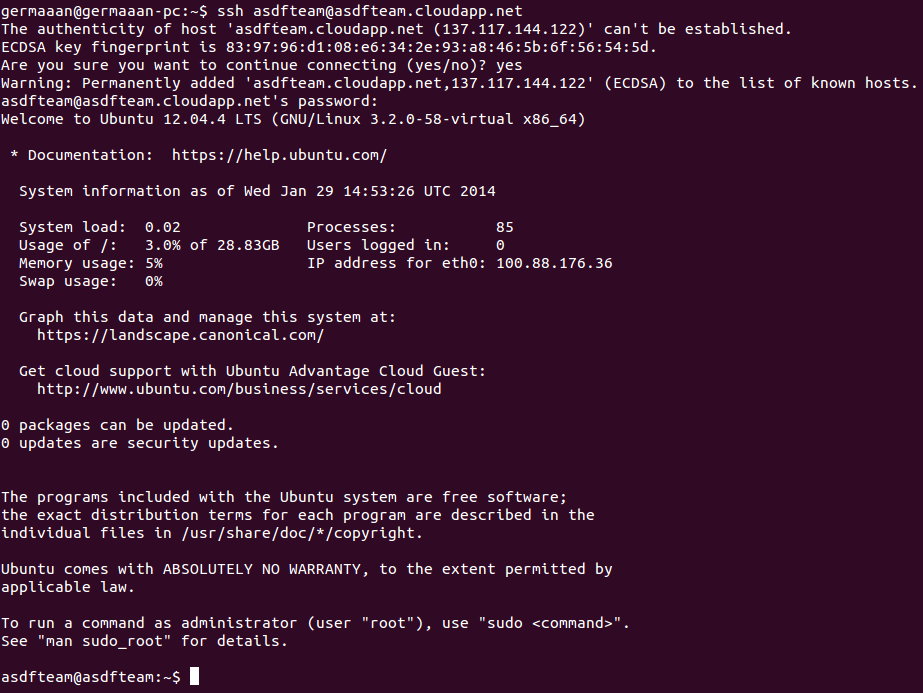 germaaan@germaaan-pc:~$ ssh asdfteam@asdfteam.cloudapp.net
The authenticity of host 'asdfteam.cloudapp.net (137.117.144.122)' can't be established.
ECDSA key fingerprint is 83:97:96:d1:08:e6:34:2e:93:a8:46:5b:6f:56:54:5d.
Are you sure you want to continue connecting (yes/no)? yes
Warning: Permanently added 'asdfteam.cloudapp.net,137.117.144.122' (ECDSA) to the list of known hosts.
asdfteam@asdfteam.cloudapp.net's password:
Welcome to Ubuntu 12.04.4 LTS (GNU/Linux 3.2.0-58-virtual x86_64)

 * Documentation:  https://help.ubuntu.com/

  System information as of Wed Jan 29 14:53:26 UTC 2014

  System load:  0.02              Processes:           85
  Usage of /:   3.0% of 28.83GB   Users logged in:     0
  Memory usage: 5%                IP address for eth0: 100.88.176.36
  Swap usage:   0%

  Graph this data and manage this system at:
    https://landscape.canonical.com/

  Get cloud support with Ubuntu Advantage Cloud Guest:
    http://www.ubuntu.com/business/services/cloud

0 packages can be updated.
0 updates are security updates.


The programs included with the Ubuntu system are free software;
the exact distribution terms for each program are described in the
individual files in /usr/share/doc/*/copyright.

Ubuntu comes with ABSOLUTELY NO WARRANTY, to the extent permitted by
applicable law.

To run a command as administrator (user "root"), use "sudo <command>".
See "man sudo_root" for details.

asdfteam@asdfteam:~$